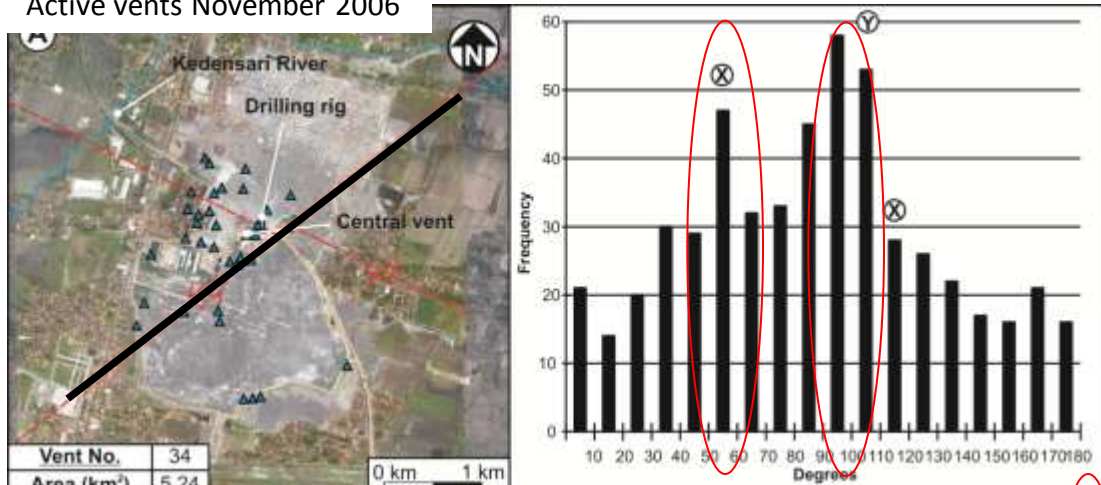 Active vents November 2006
A
N
Kedensari River
Drilling rig
Central vent
Vent No. 34
Area (km²) 5.24
0 km 1 km
60
50
40
30
20
10
0
Frequency
X
Y
X
10 20 30 40 50 60 70 80 90 100 110 120 130 140 150 160 170 180
Degrees